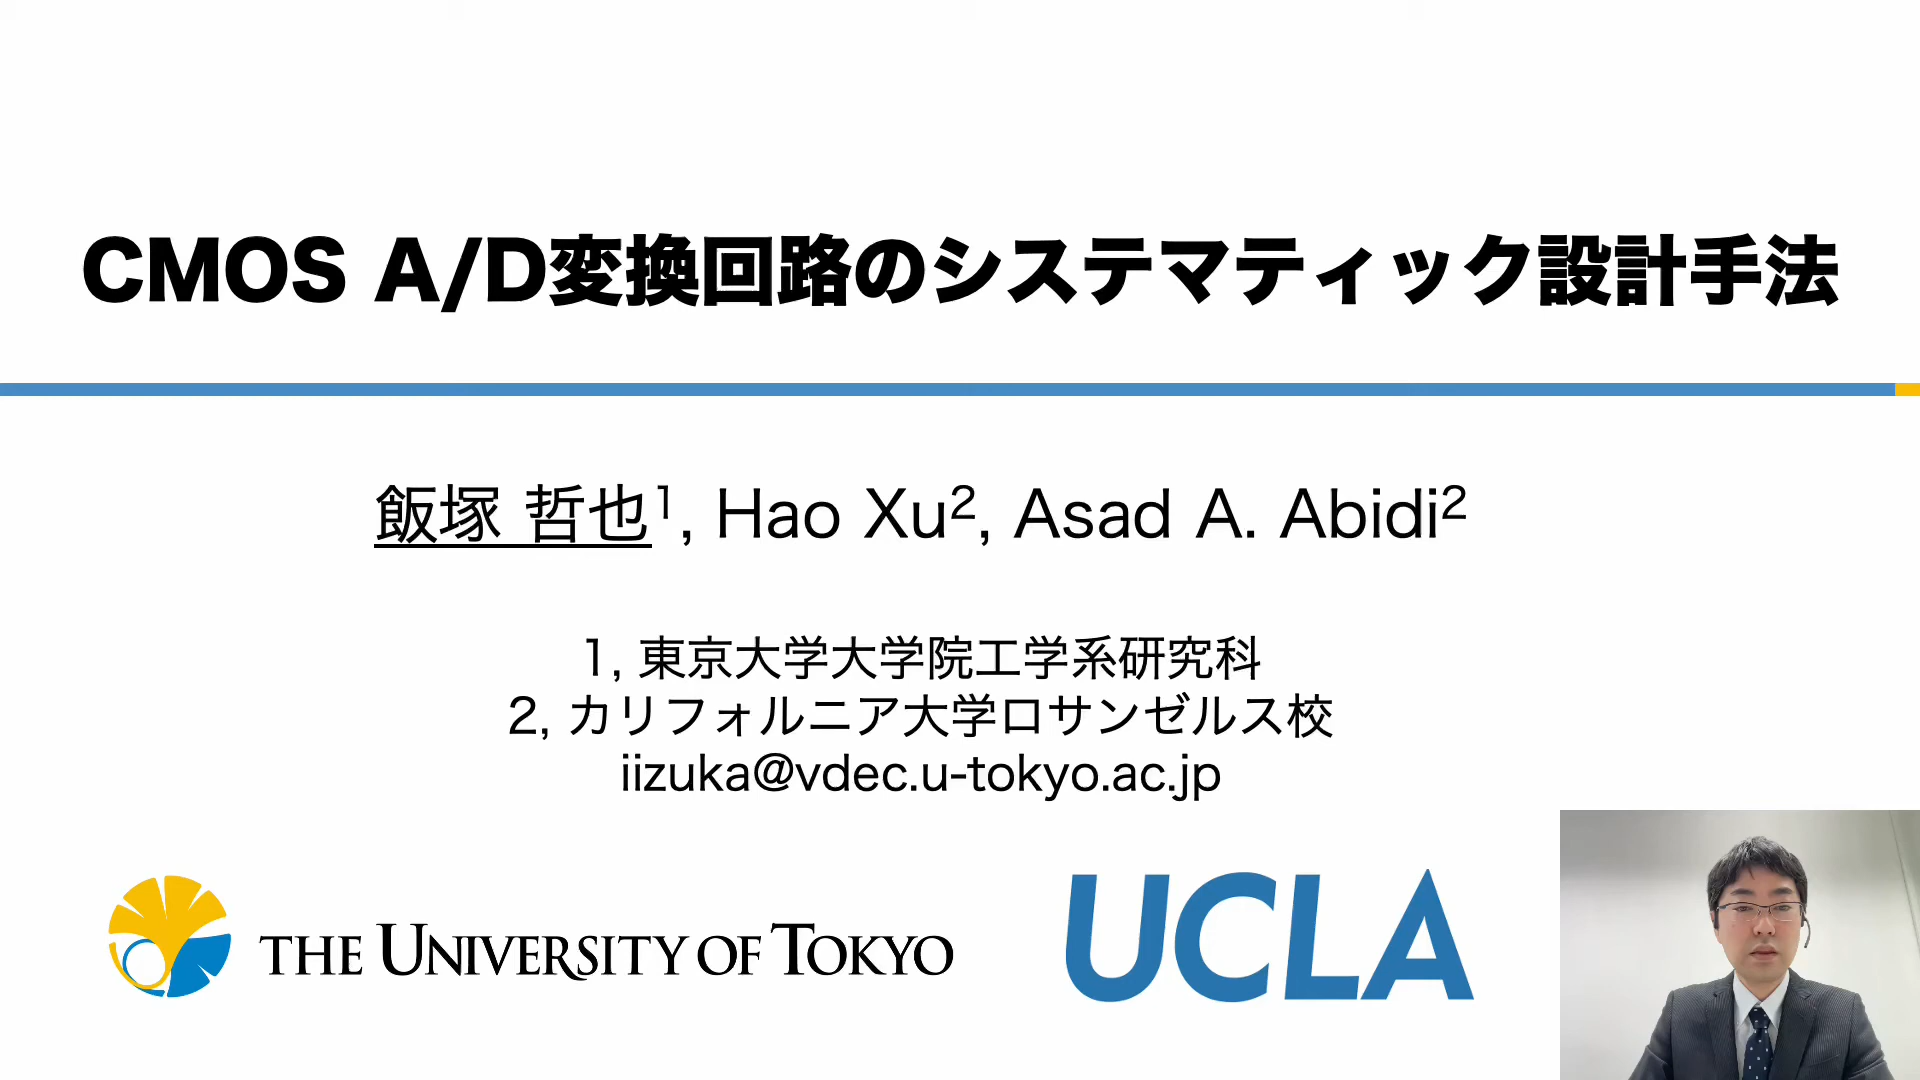 CMOS A/D変換回路のシステマティック設計手法
飯塚 哲也1, Hao Xu2, Asad A. Abidi2
1, 東京大学大学院工学系研究科
2, カリフォルニア大学ロサンゼルス校
iizuka@vdec.u-tokyo.ac.jp
THE UNIVERSITY OF TOKYO
UCLA